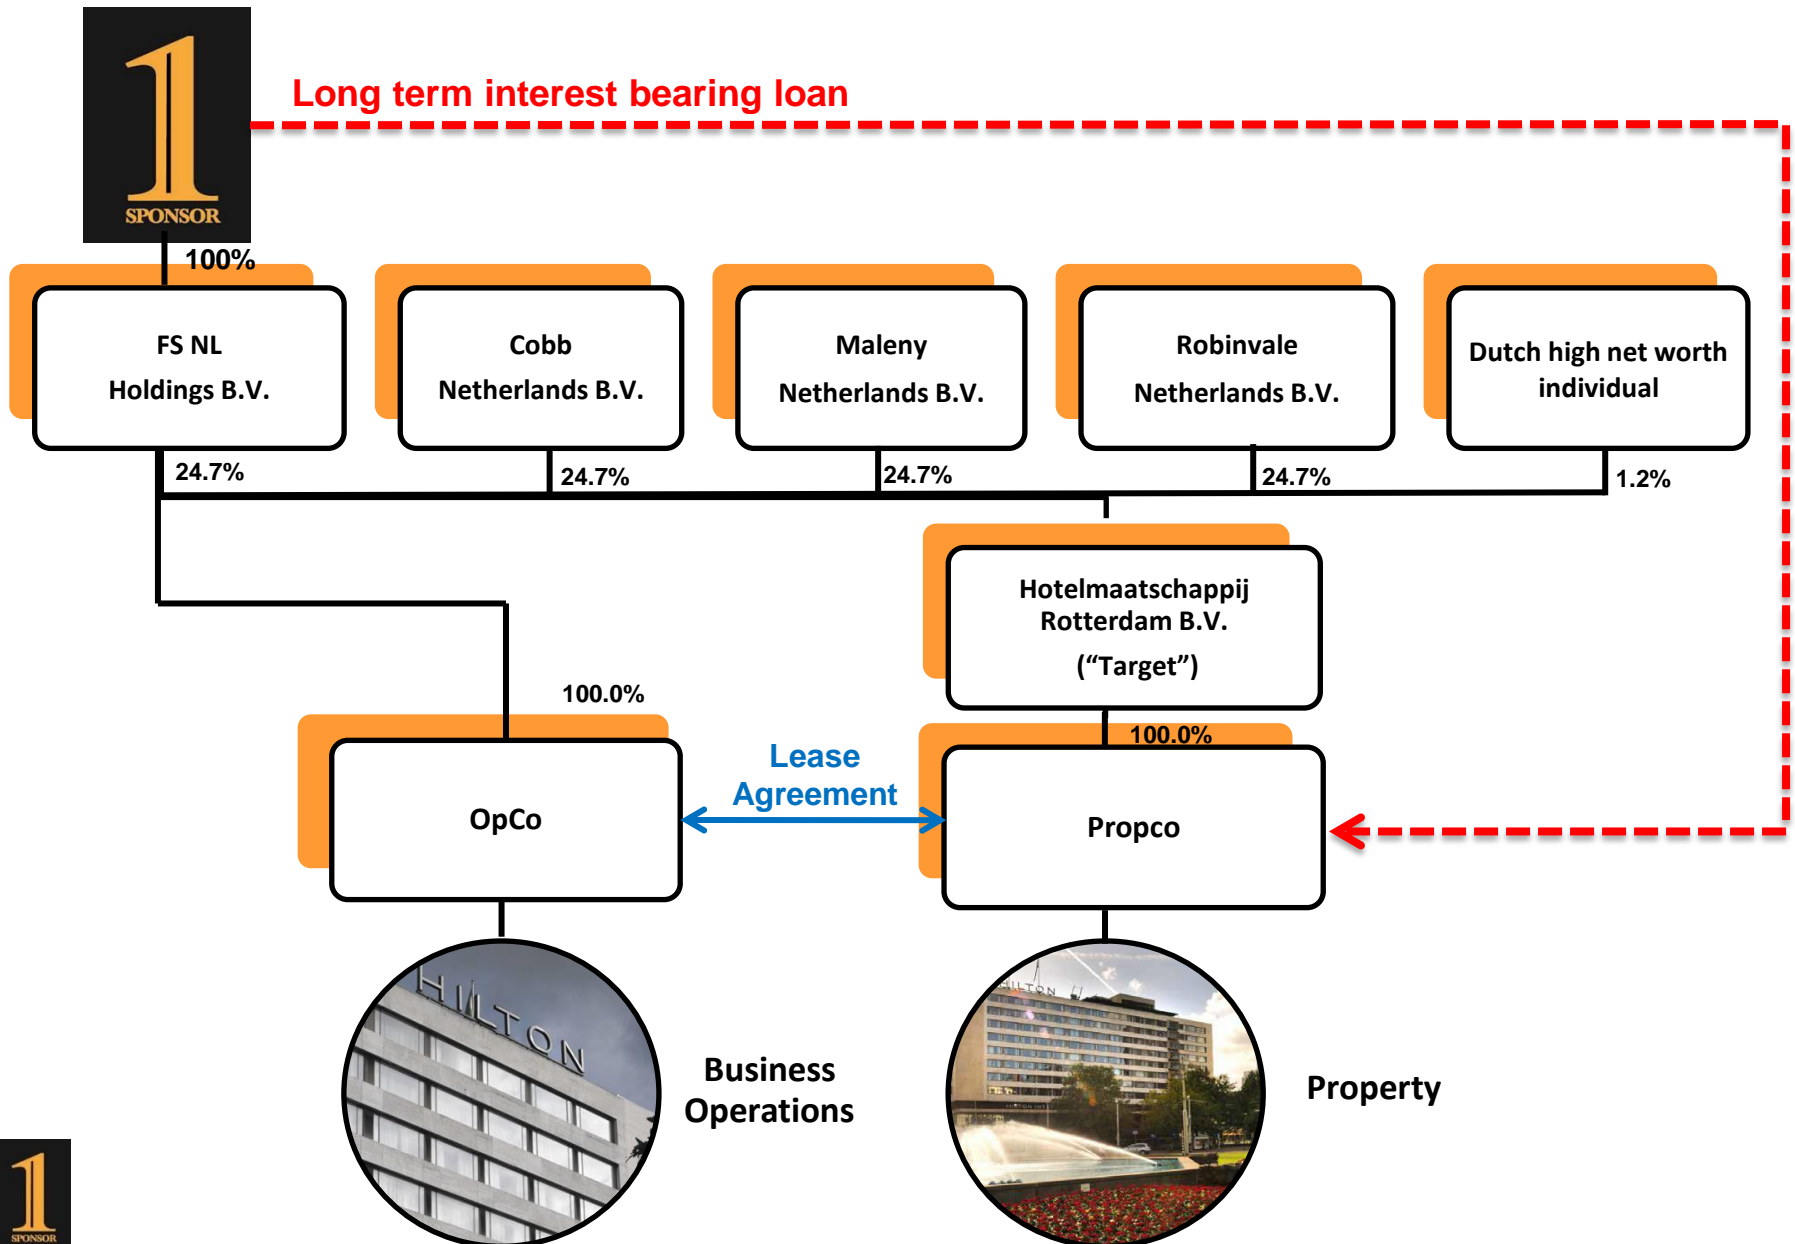 1
SPONSOR
Long term interest bearing loan
100%
FS NL
Holdings B.V.
Cobb
Netherlands B.V.
Maleny
Netherlands B.V.
Robinvale
Netherlands B.V.
Dutch high net worth
individual
24.7%
24.7%
24.7%
24.7%
1.2%
Hotelmaatschappij
Rotterdam B.V.
(“Target”)
100.0%
100.0%
Lease
Agreement
OpCo
Propco
HILTON
HILTON
Business
Operations
Property
1
SPONSOR